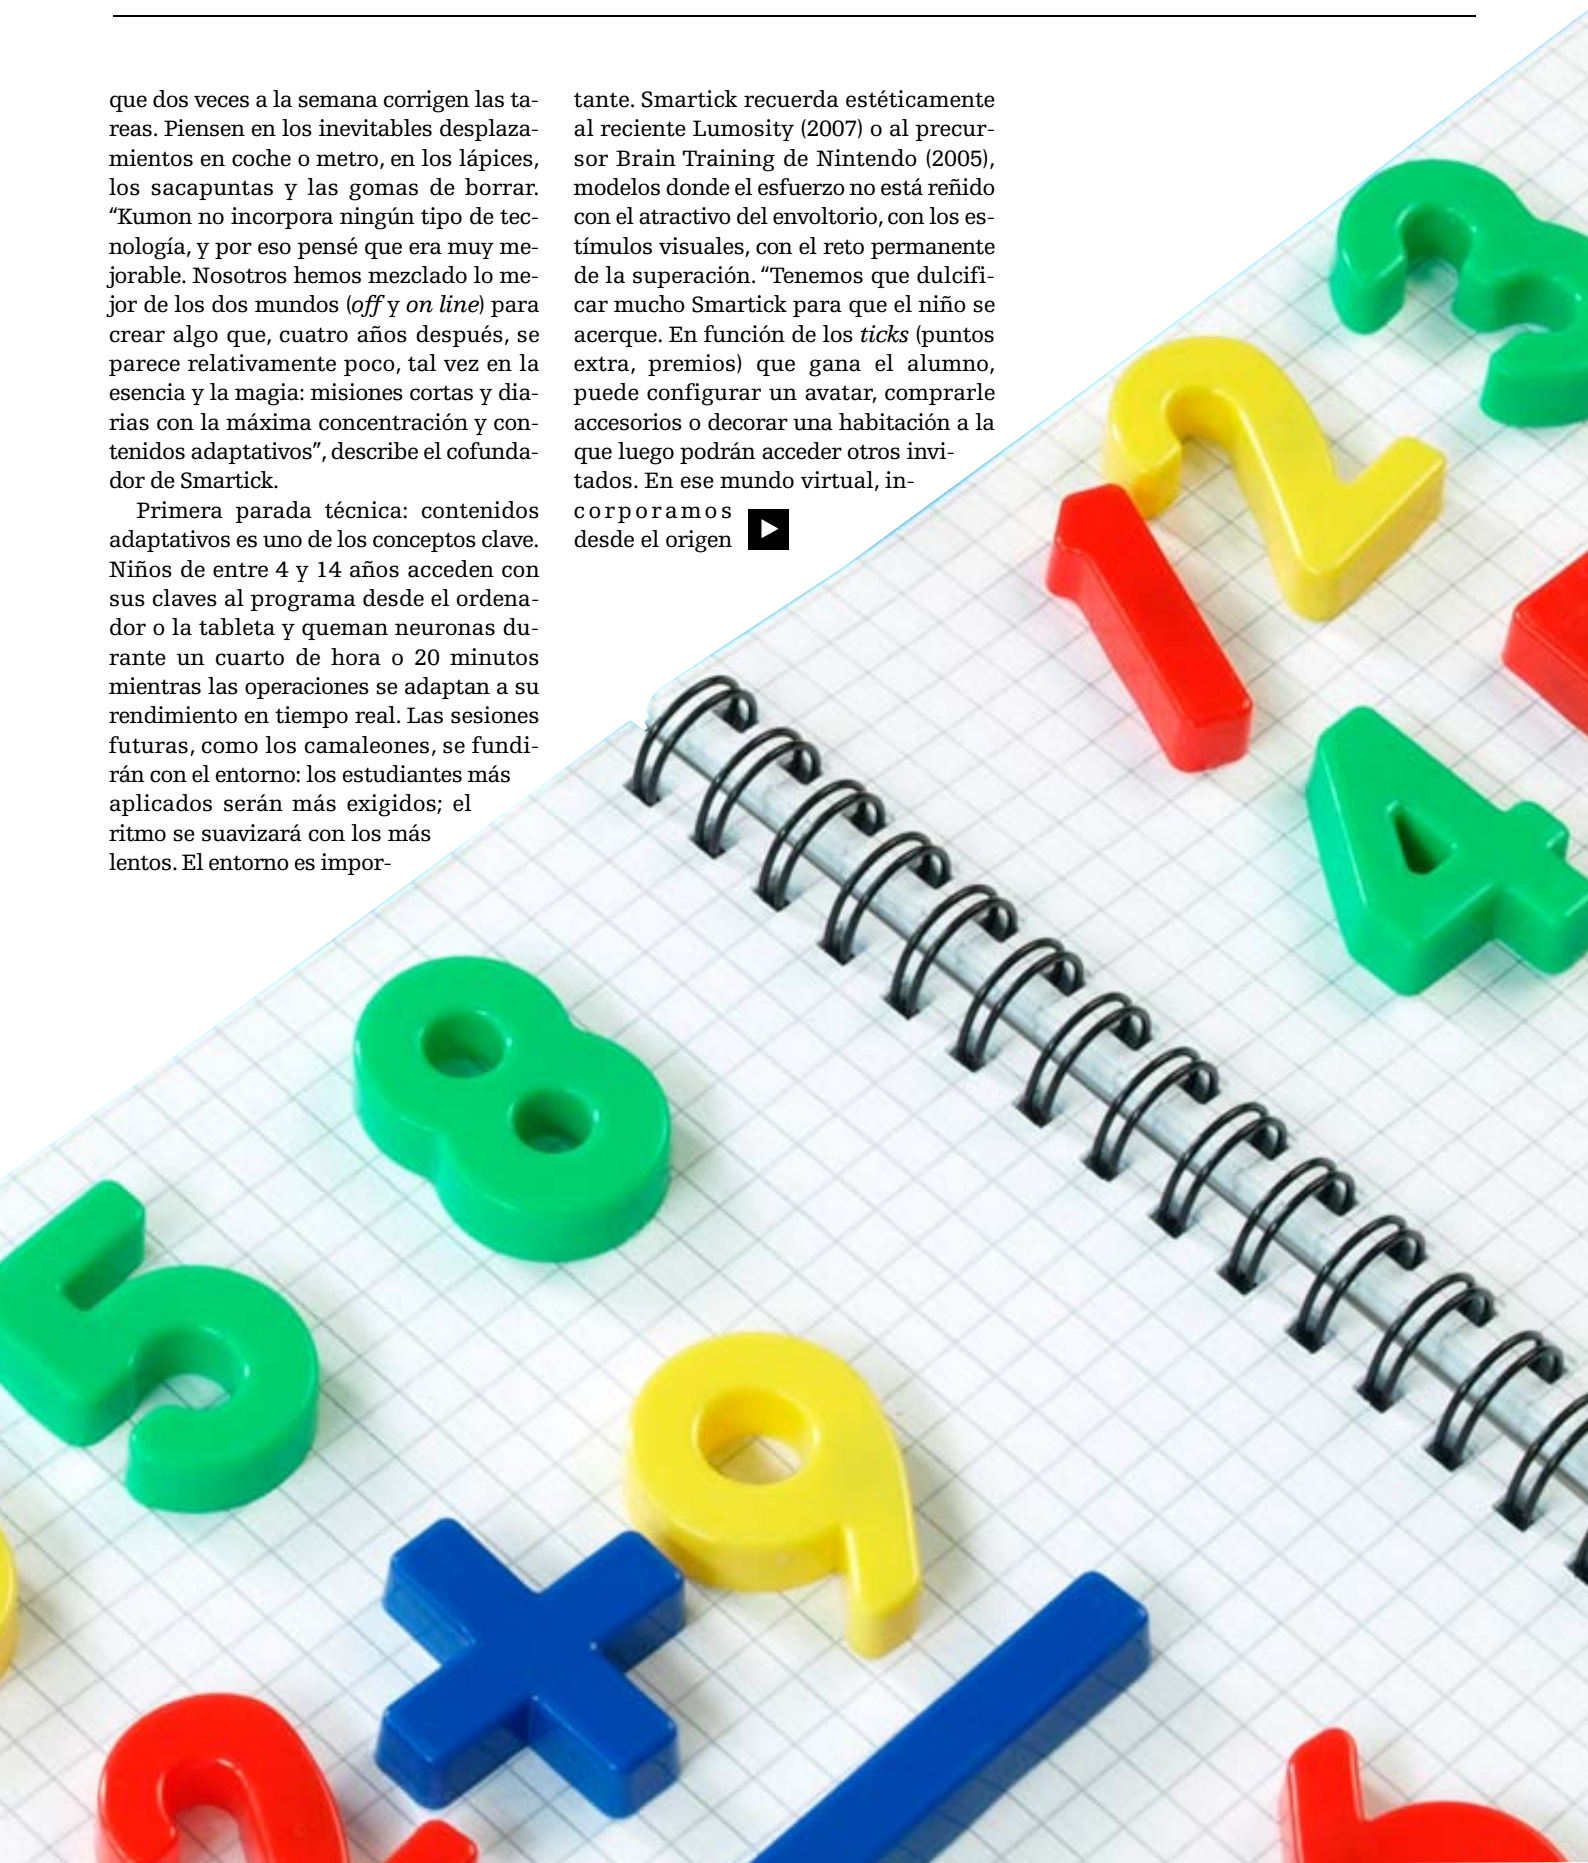 que dos veces a la semana corrigen las ta-
reas. Piensen en los inevitables desplaza-
mientos en coche o metro, en los lápices,
los sacapuntas y las gomas de borrar.
“Kumon no incorpora ningún tipo de tec-
nología, y por eso pensé que era muy me-
jorable. Nosotros hemos mezclado lo me-
jor de los dos mundos (off y on line) para
crear algo que, cuatro años después, se
parece relativamente poco, tal vez en la
esencia y la magia: misiones cortas y dia-
rias con la máxima concentración y con-
tenidos adaptativos”, describe el cofunda-
dor de Smartick.
Primera parada técnica: contenidos
adaptativos es uno de los conceptos clave.
Niños de entre 4 y 14 años acceden con
sus claves al programa desde el ordena-
dor o la tableta y queman neuronas du-
rante un cuarto de hora o 20 minutos
mientras las operaciones se adaptan a su
rendimiento en tiempo real. Las sesiones
futuras, como los camaleones, se fundi-
rán con el entorno: los estudiantes más
aplicados serán más exigidos; el
ritmo se suavizará con los más
lentos. El entorno es impor-
tante. Smartick recuerda estéticamente
al reciente Lumosity (2007) o al precur-
sor Brain Training de Nintendo (2005),
modelos donde el esfuerzo no está reñido
con el atractivo del envoltorio, con los es-
tímulos visuales, con el reto permanente
de la superación. “Tenemos que dulcifi-
car mucho Smartick para que el niño se
acerque. En función de los ticks (puntos
extra, premios) que gana el alumno,
puede configurar un avatar, comprarle
accesorios o decorar una habitación a la
que luego podrán acceder otros invi-
tados. En ese mundo virtual, in-
corporamos
desde el origen
3
2
1
4
8
5
9
+
2